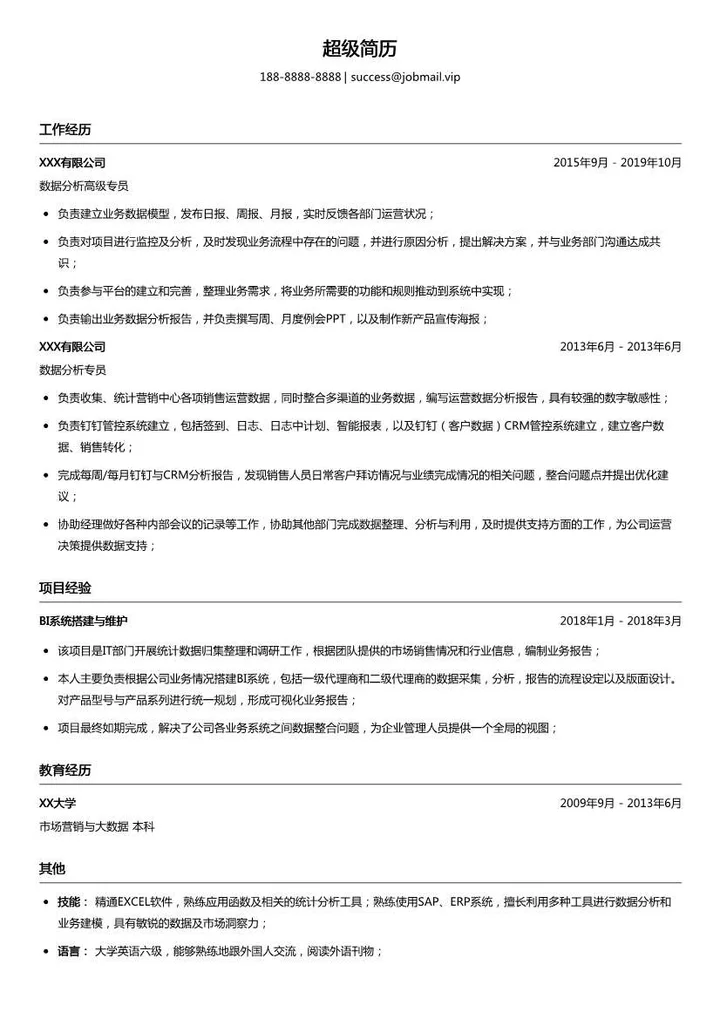 超级简历
188-8888-8888 | success@jobmail.vip
工作经历
XXX有限公司 2015年9月 - 2019年10月
数据分析高级专员
• 负责建立业务数据模型，发布日报、周报、月报，实时反馈各部门运营状况；
• 负责对项目进行监控及分析，及时发现业务流程中存在的问题，并进行原因分析，提出解决方案，并与业务部门沟通达成共
识；
• 负责参与平台的建立和完善，整理业务需求，将业务所需要的功能和规则推动到系统中实现；
• 负责输出业务数据分析报告，并负责撰写周、月度例会PPT，以及制作新产品宣传海报；
XXX有限公司 2013年6月 - 2013年6月
数据分析专员
• 负责收集、统计营销中心各项销售运营数据，同时整合多渠道的业务数据，编写运营数据分析报告，具有较强的数字敏感性；
• 负责钉钉管控系统建立，包括签到、日志、日志中计划、智能报表，以及钉钉（客户数据）CRM管控系统建立，建立客户数
据、销售转化；
• 完成每周/每月钉钉与CRM分析报告，发现销售人员日常客户拜访情况与业绩完成情况的相关问题，整合问题点并提出优化建
议；
• 协助经理做好各种内部会议的记录等工作，协助其他部门完成数据整理、分析与利用，及时提供支持方面的工作，为公司运营
决策提供数据支持；
项目经验
BI系统搭建与维护 2018年1月 - 2018年3月
• 该项目是IT部门开展统计数据归集整理和调研工作，根据团队提供的市场销售情况和行业信息，编制业务报告；
• 本人主要负责根据公司业务情况搭建BI系统，包括一级代理商和二级代理商的数据采集，分析，报告的流程设定以及版面设计。
对产品型号与产品系列进行统一规划，形成可视化业务报告；
• 项目最终如期完成，解决了公司各业务系统之间数据整合问题，为企业管理人员提供一个全局的视图；
教育经历
XX大学 2009年9月 - 2013年6月
市场营销与大数据 本科
其他
• 技能： 精通EXCEL软件，熟练应用函数及相关的统计分析工具；熟练使用SAP、ERP系统，擅长利用多种工具进行数据分析和
业务建模，具有敏锐的数据及市场洞察力；
• 语言： 大学英语六级，能够熟练地跟外国人交流，阅读外语刊物；